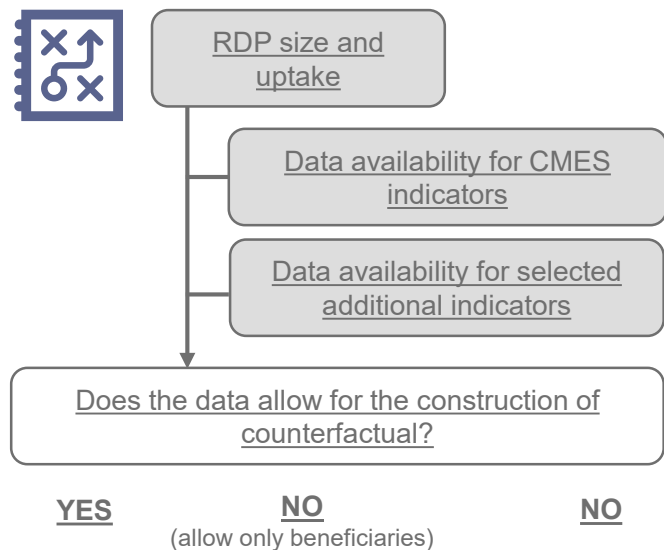 RDP size and
uptake
Data availability for CMES
indicators
Data availability for selected
additional indicators
Does the data allow for the construction of
counterfactual?
YES
NO
(allow only beneficiaries)
NO